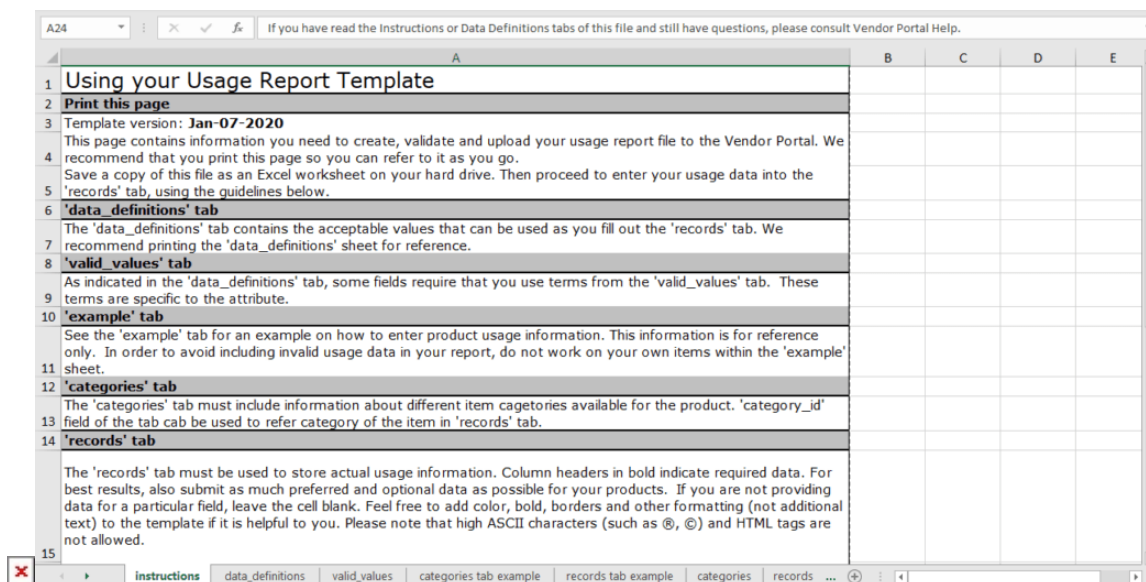 A24 fx If you have read the Instructions or Data Definitions tabs of this file and still have questions, please consult Vendor Portal Help.
A B C D E
1 Using your Usage Report Template
2 Print this page
3 Template version: Jan-07-2020
This page contains information you need to create, validate and upload your usage report file to the Vendor Portal. We
4 recommend that you print this page so you can refer to it as you go.
Save a copy of this file as an Excel worksheet on your hard drive. Then proceed to enter your usage data into the
5 'records' tab, using the guidelines below.
6 'data_definitions' tab
The 'data_definitions' tab contains the acceptable values that can be used as you fill out the 'records' tab. We
7 recommend printing the 'data_definitions' sheet for reference.
8 'valid_values' tab
As indicated in the 'data_definitions' tab, some fields require that you use terms from the 'valid_values' tab. These
9 terms are specific to the attribute.
10 'example' tab
See the 'example' tab for an example on how to enter product usage information. This information is for reference
only. In order to avoid including invalid usage data in your report, do not work on your own items within the 'example'
11 sheet.
12 'categories' tab
The 'categories' tab must include information about different item cagetories available for the product. 'category_id'
13 field of the tab cab be used to refer category of the item in 'records' tab.
14 'records' tab
The 'records' tab must be used to store actual usage information. Column headers in bold indicate required data. For
best results, also submit as much preferred and optional data as possible for your products. If you are not providing
data for a particular field, leave the cell blank. Feel free to add color, bold, borders and other formatting (not additional
text) to the template if it is helpful to you. Please note that high ASCII characters (such as ®, ©) and HTML tags are
not allowed.
15
instructions data_definitions valid_values categories tab example records tab example categories records ...